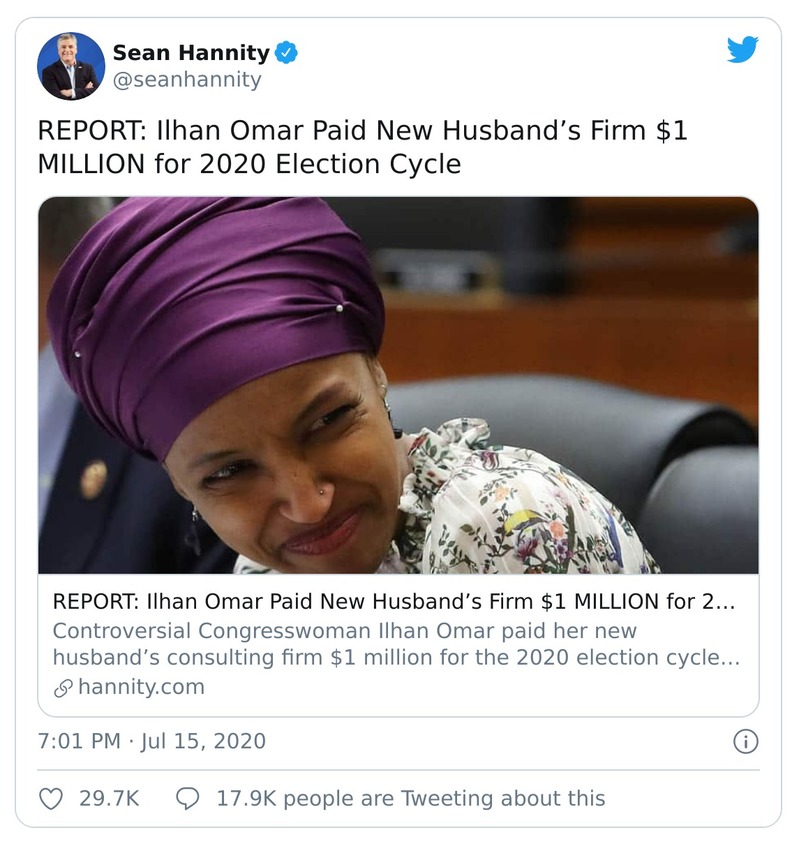 Sean Hannity
@seanhannity
REPORT: Ilhan Omar Paid New Husband’s Firm $1
MILLION for 2020 Election Cycle
REPORT: Ilhan Omar Paid New Husband’s Firm $1 MILLION for 2...
Controversial Congresswoman Ilhan Omar paid her new
husband’s consulting firm $1 million for the 2020 election cycle...
hannity.com
7:01 PM · Jul 15, 2020
29.7K 17.9K people are Tweeting about this